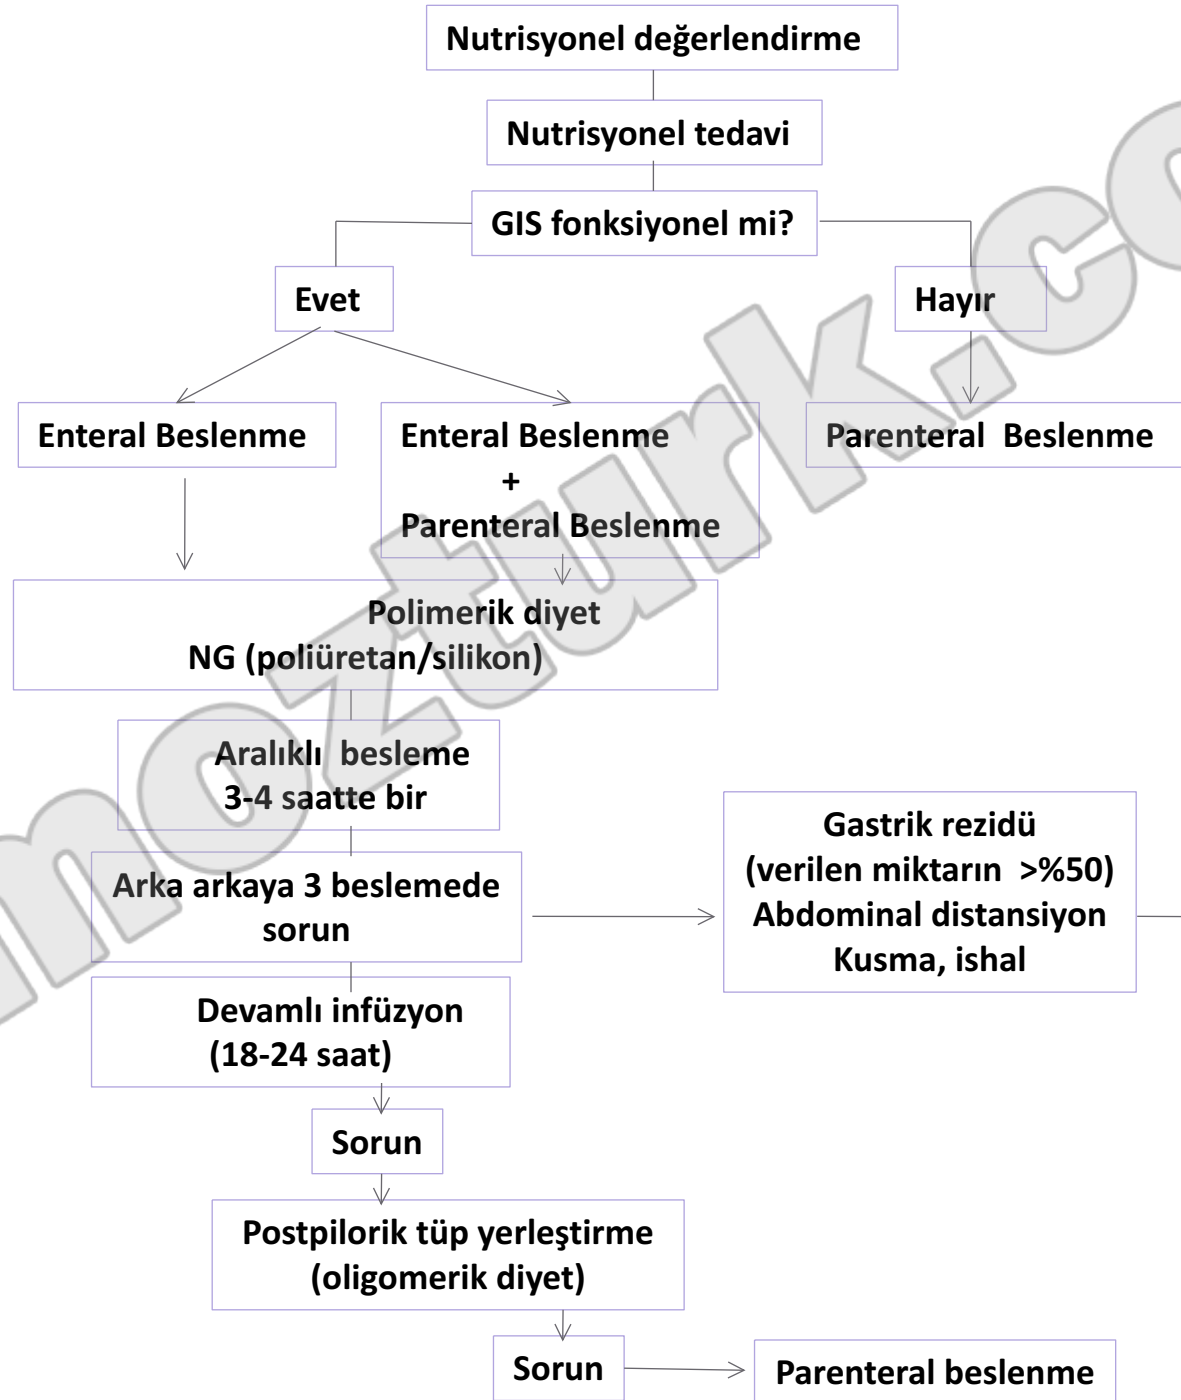 Nutrisyonel değerlendirme
Nutrisyonel tedavi
GIS fonksiyonel mi?
Evet
Hayır
Enteral Beslenme
Enteral Beslenme
+
Parenteral Beslenme
Parenteral Beslenme
Polimerik diyet
NG (poliüretan/silikon)
Aralıklı besleme
3-4 saatte bir
Arka arkaya 3 beslemede
sorun
Gastrik rezidü
(verilen miktarın >%50)
Abdominal distansiyon
Kusma, ishal
Devamlı infüzyon
(18-24 saat)
Sorun
Postpilorik tüp yerleştirme
(oligomerik diyet)
Sorun
Parenteral beslenme
mozturk.co